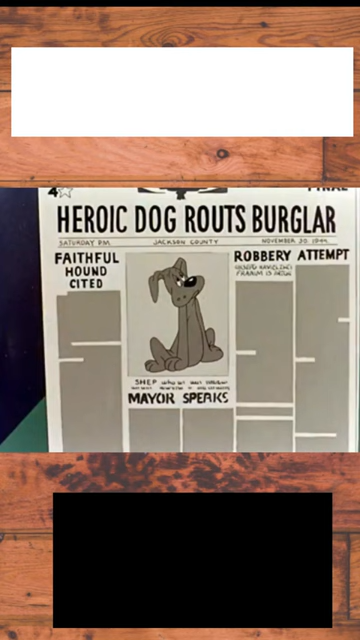 4
FINAL
HEROIC DOG ROUTS BURGLAR
SATURDAY P.M. JACKSON COUNTY NOVEMBER 20, 1944
FAITHFUL
HOUND
CITED
ROBBERY ATTEMPT
SHEP
MAYOR SPEAKS